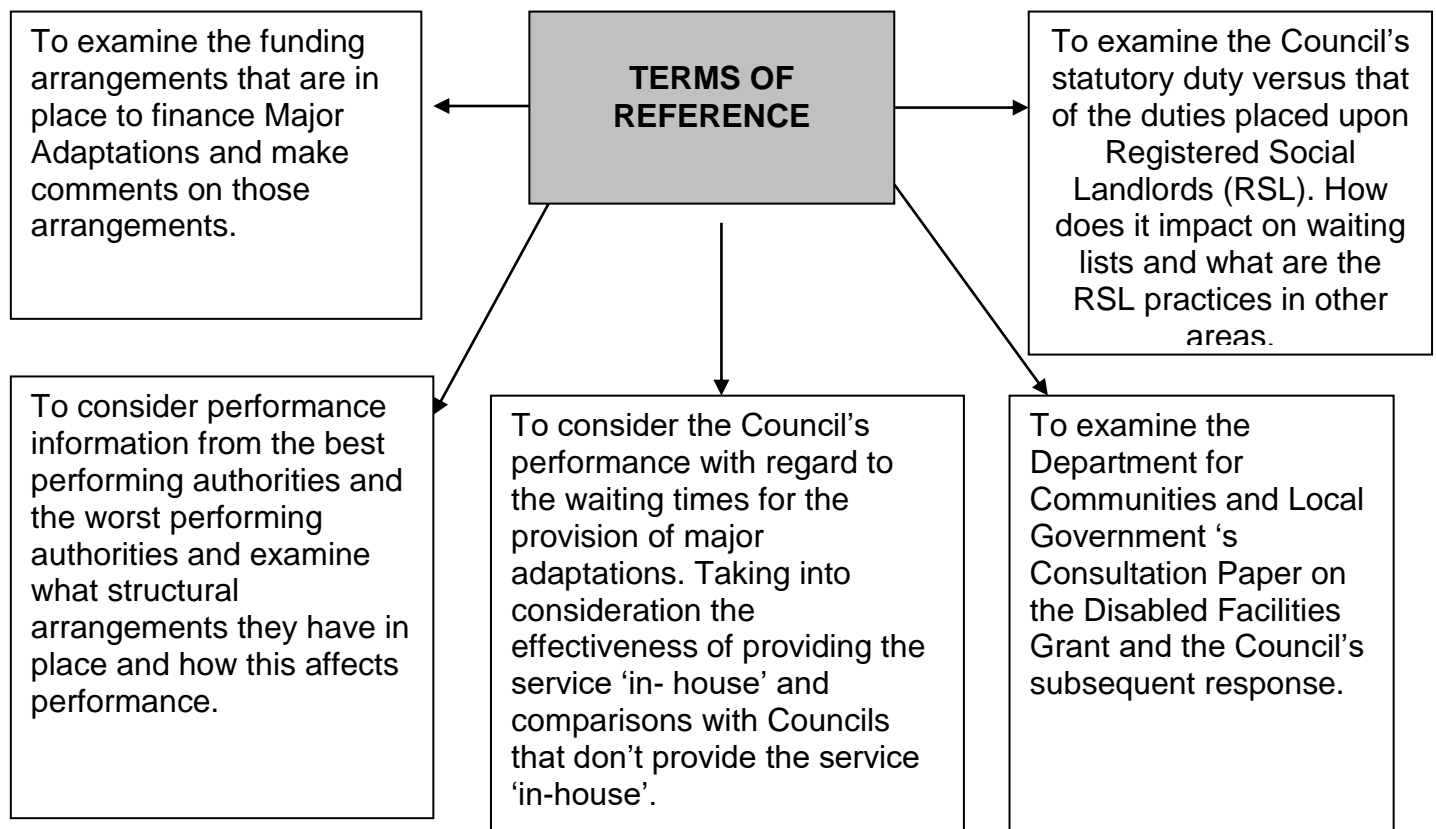 To examine the funding
arrangements that are in
place to finance Major
Adaptations and make
comments on those
arrangements.
TERMS OF
REFERENCE
To examine the Council’s
statutory duty versus that
of the duties placed upon
Registered Social
Landlords (RSL). How
does it impact on waiting
lists and what are the
RSL practices in other
areas.
To consider performance
information from the best
performing authorities and
the worst performing
authorities and examine
what structural
arrangements they have in
place and how this affects
performance.
To consider the Council’s
performance with regard to
the waiting times for the
provision of major
adaptations. Taking into
consideration the
effectiveness of providing the
service ‘in- house’ and
comparisons with Councils
that don’t provide the service
‘in-house’.
To examine the
Department for
Communities and Local
Government ‘s
Consultation Paper on
the Disabled Facilities
Grant and the Council’s
subsequent response.